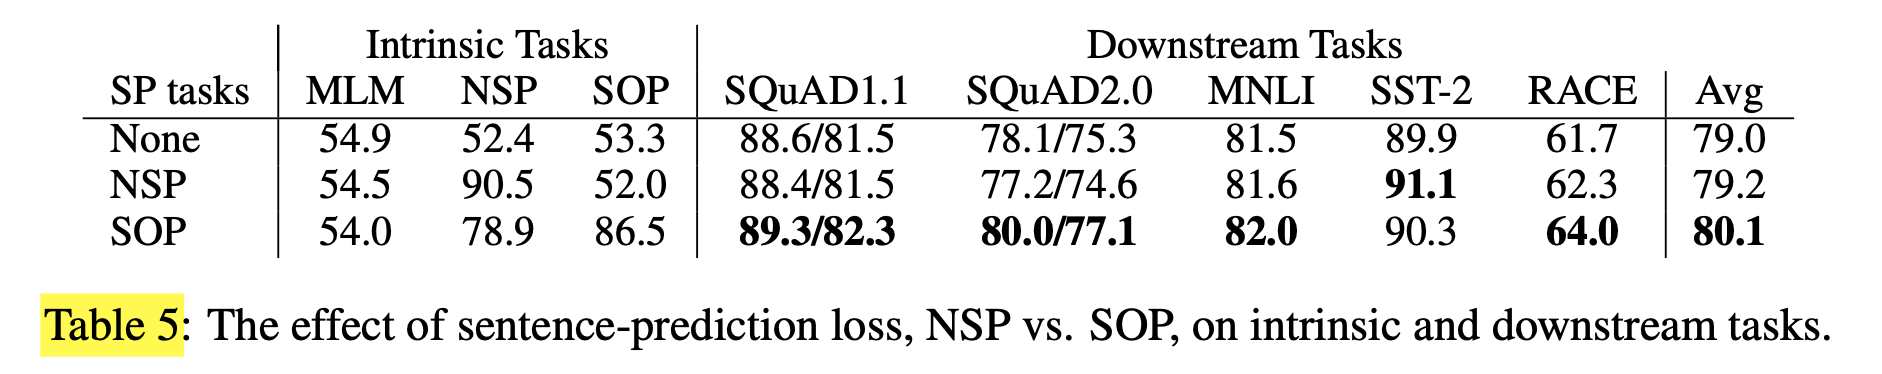 Intrinsic Tasks Downstream Tasks
SP tasks MLM NSP SOP SQuAD1.1 SQuAD2.0 MNLI SST-2 RACE Avg
None 54.9 52.4 53.3 88.6/81.5 78.1/75.3 81.5 89.9 61.7 79.0
NSP 54.5 90.5 52.0 88.4/81.5 77.2/74.6 81.6 91.1 62.3 79.2
SOP 54.0 78.9 86.5 89.3/82.3 80.0/77.1 82.0 90.3 64.0 80.1
Table 5: The effect of sentence-prediction loss, NSP vs. SOP, on intrinsic and downstream tasks.